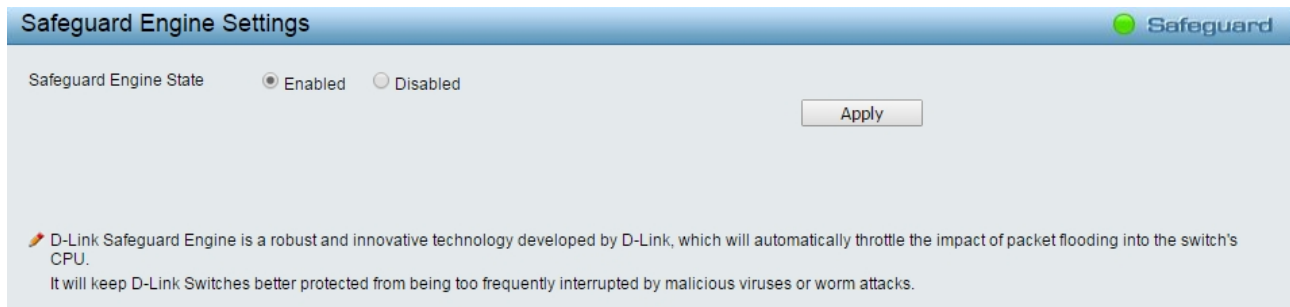 Safeguard Engine Settings
Safeguard
Safeguard Engine State Enabled Disabled
Apply
D-Link Safeguard Engine is a robust and innovative technology developed by D-Link, which will automatically throttle the impact of packet flooding into the switch's
CPU.
It will keep D-Link Switches better protected from being too frequently interrupted by malicious viruses or worm attacks.